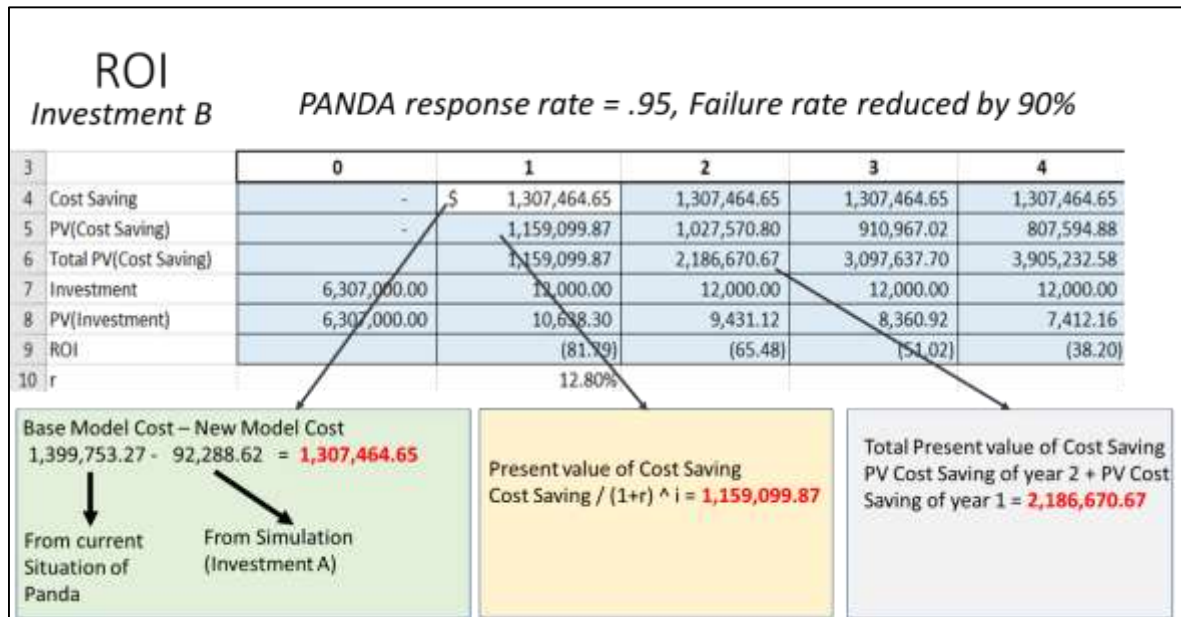 ROI
Investment B
PANDA response rate = .95, Failure rate reduced by 90%
3 0 1 2 3 4
4 Cost Saving - $ 1,307,464.65 1,307,464.65 1,307,464.65 1,307,464.65
5 PV(Cost Saving) - 1,159,099.87 1,027,570.80 910,967.02 807,594.88
6 Total PV(Cost Saving) 1,159,099.87 2,186,670.67 3,097,637.70 3,905,232.58
7 Investment 6,307,000.00 12,000.00 12,000.00 12,000.00 12,000.00
8 PV(Investment) 6,307,000.00 10,638.30 9,431.12 8,360.92 7,412.16
9 ROI (81.79) (65.48) (51.02) (38.20)
10 r 12.80%
Base Model Cost – New Model Cost
1,399,753.27 - 92,288.62 = 1,307,464.65
From current
Situation of
Panda
From Simulation
(Investment A)
Present value of Cost Saving
Cost Saving / (1+r) ^ i = 1,159,099.87
Total Present value of Cost Saving
PV Cost Saving of year 2 + PV Cost
Saving of year 1 = 2,186,670.67